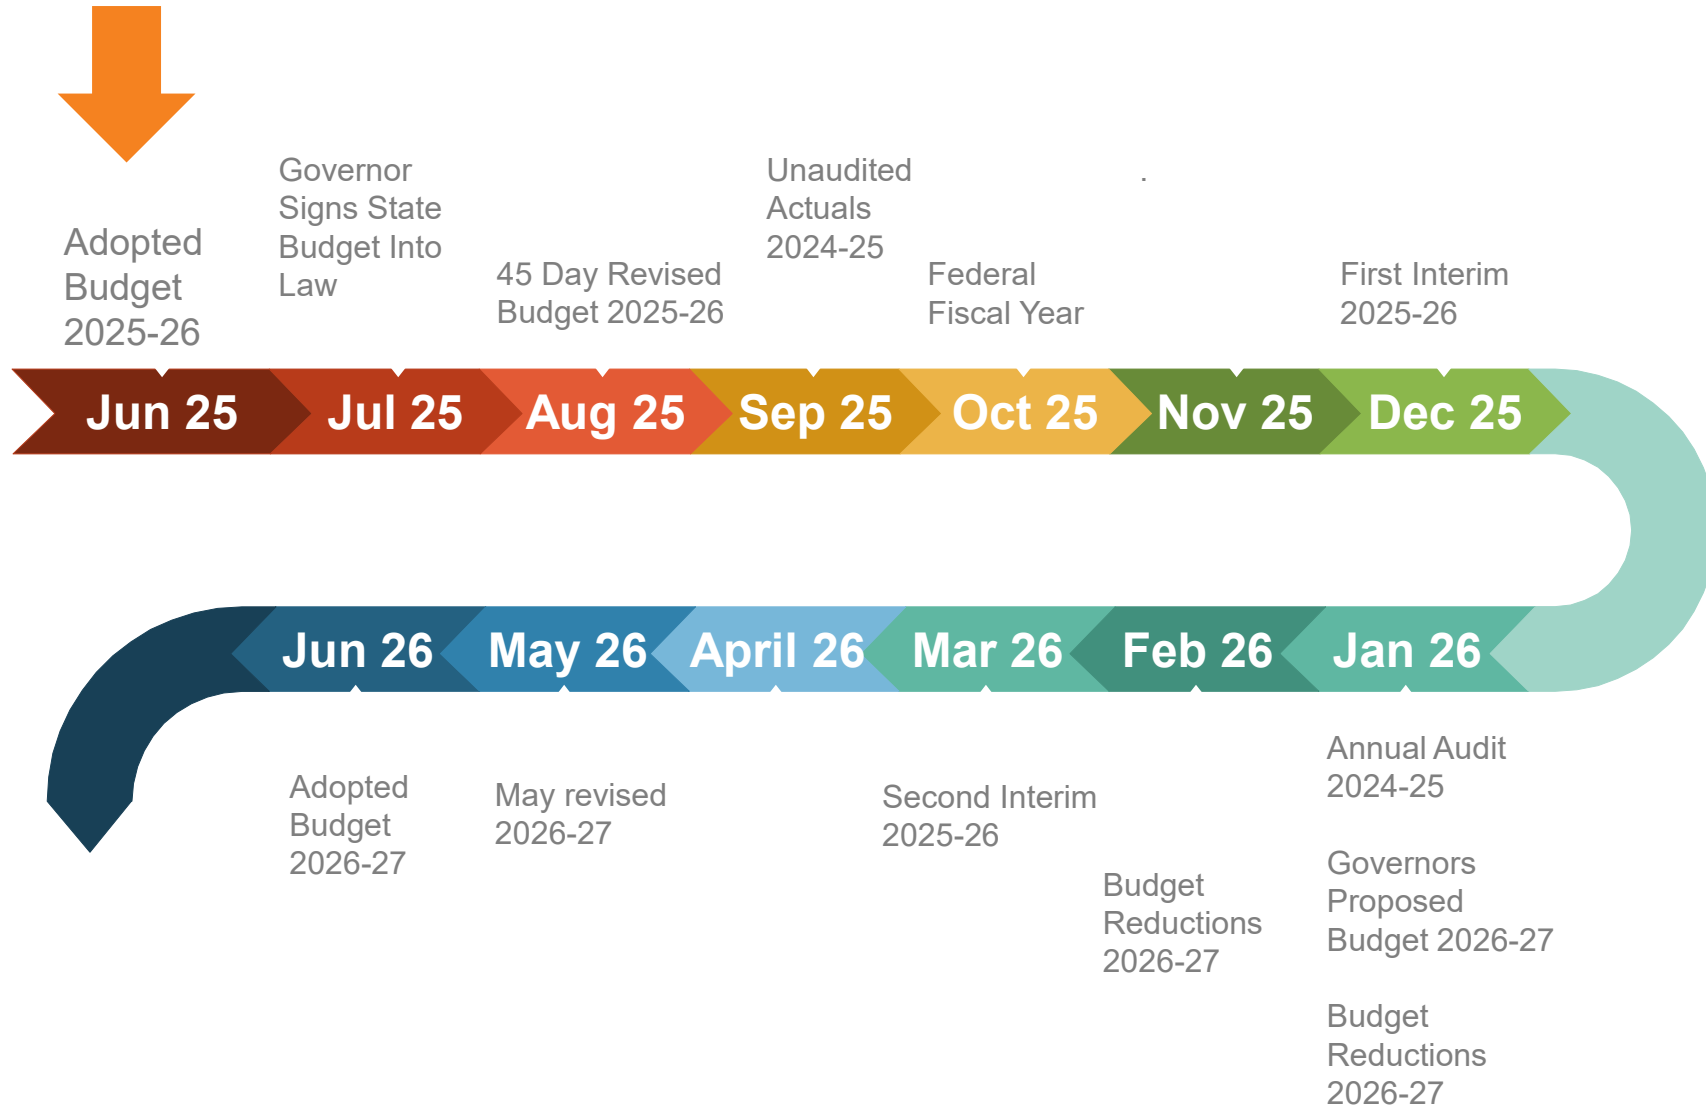 Adopted
Budget
2025-26
Governor
Signs State
Budget Into
Law
45 Day Revised
Budget 2025-26
Unaudited
Actuals
2024-25
Federal
Fiscal Year
.
First Interim
2025-26
Jun 25
Jul 25
Aug 25
Sep 25
Oct 25
Nov 25
Dec 25
Jun 26
May 26
April 26
Mar 26
Feb 26
Jan 26
Adopted
Budget
2026-27
May revised
2026-27
Second Interim
2025-26
Budget
Reductions
2026-27
Annual Audit
2024-25
Governors
Proposed
Budget 2026-27
Budget
Reductions
2026-27